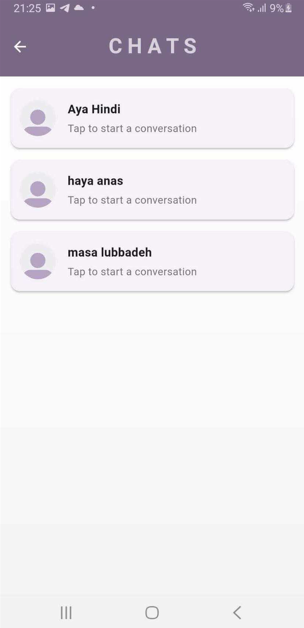 21:25 9%
CHATS
Aya Hindi
Tap to start a conversation
haya anas
Tap to start a conversation
masa lubbadeh
Tap to start a conversation